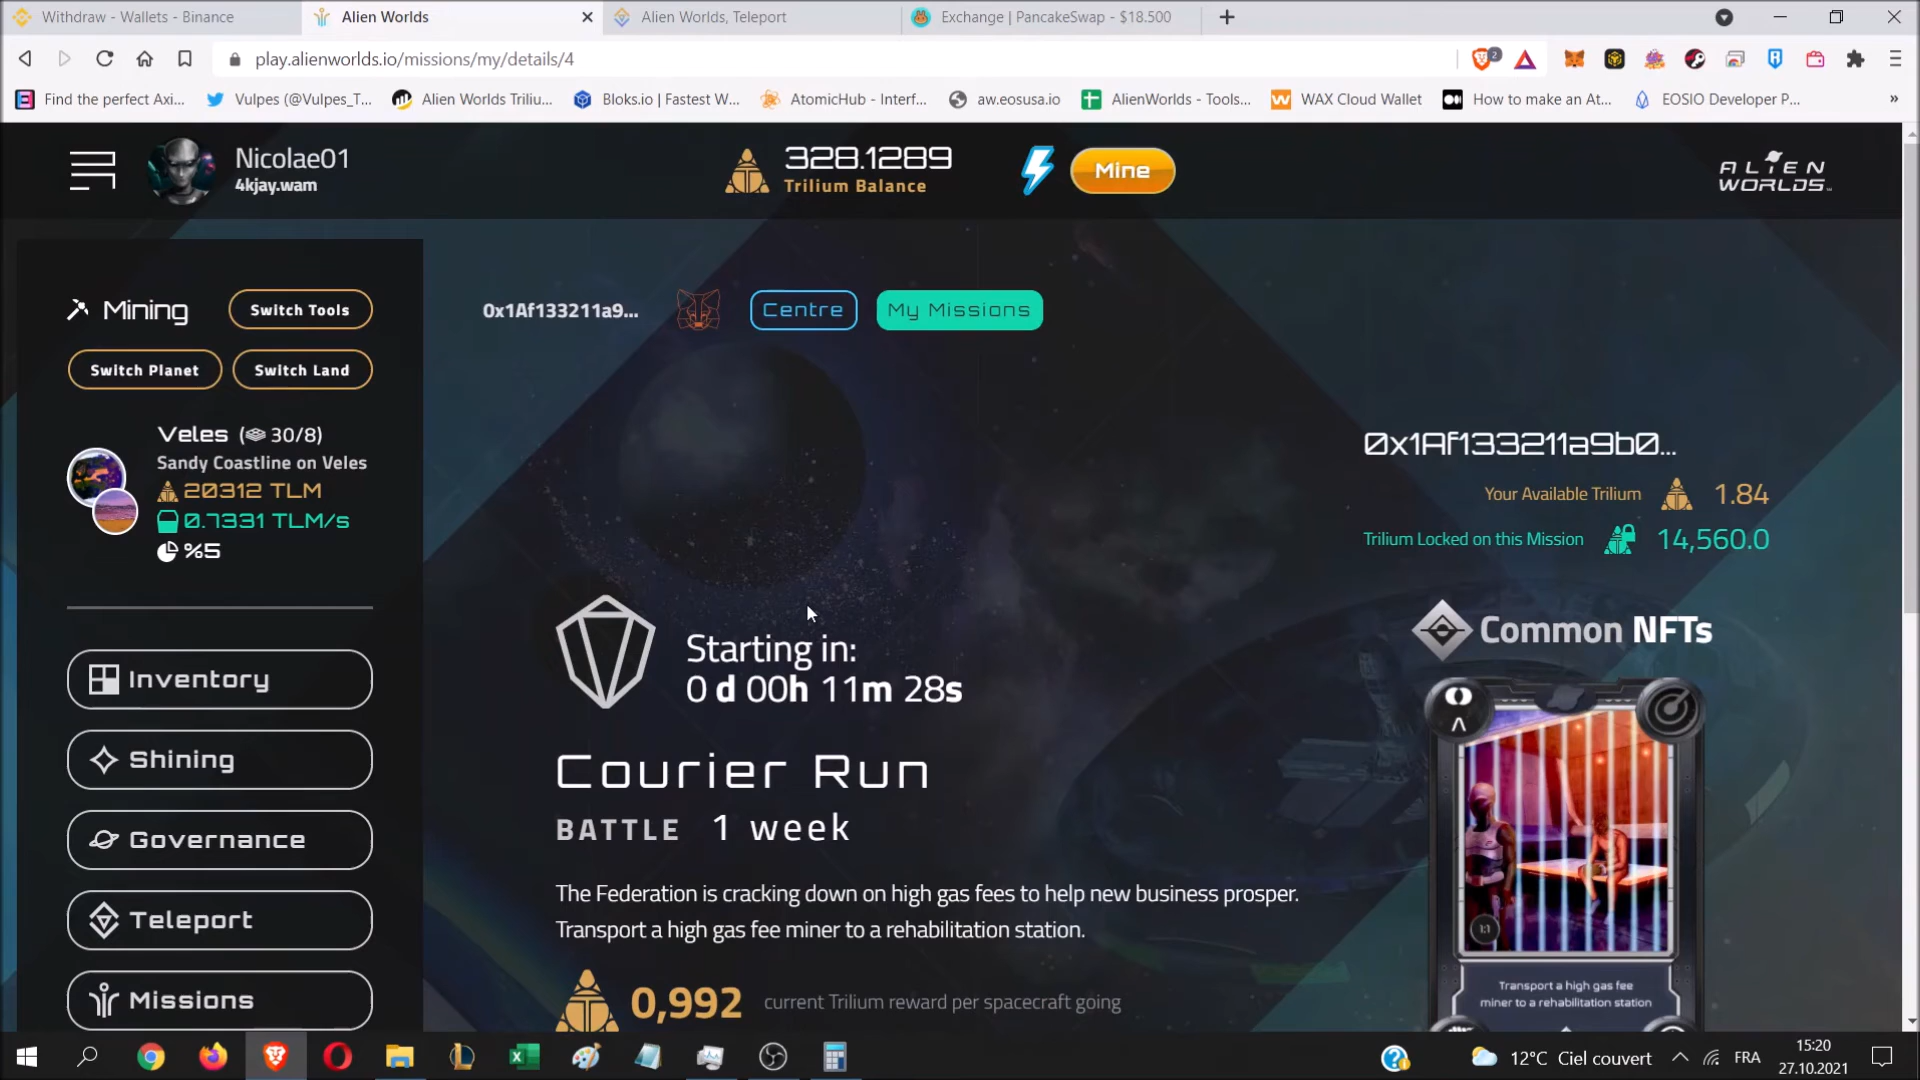 Withdraw - Wallets - Binance
Alien Worlds
Alien Worlds, Teleport
Exchange | PancakeSwap - $18.500
play.alienworlds.io/missions/my/details/4
2
Find the perfect Axi...
Vulpes (@Vulpes_T...
Alien Worlds Triliu...
Bloks.io | Fastest W...
AtomicHub - Interf...
aw.eosusa.io
AlienWorlds - Tools...
WAX Cloud Wallet
How to make an At...
EOSIO Developer P...
Nicolae01
4kjay.wam
328.1289
Trilium Balance
Mine
ALIEN
WORLDS
Mining
Switch Tools
Switch Planet
Switch Land
Veles (30/8)
Sandy Coastline on Veles
20312 TLM
0.7331 TLM/s
%5
Inventory
Shining
Governance
Teleport
Missions
0x1Af133211a9...
Centre
My Missions
0x1Af133211a9b0...
Your Available Trilium 1.84
Trilium Locked on this Mission 14,560.0
Starting in:
0 d 00h 11m 28s
Courier Run
BATTLE 1 week
The Federation is cracking down on high gas fees to help new business prosper.
Transport a high gas fee miner to a rehabilitation station.
0,992 current Trilium reward per spacecraft going
Common NFTs
1:1
Transport a high gas fee
miner to a rehabilitation station
12°C Ciel couvert
FRA
15:20
27.10.2021